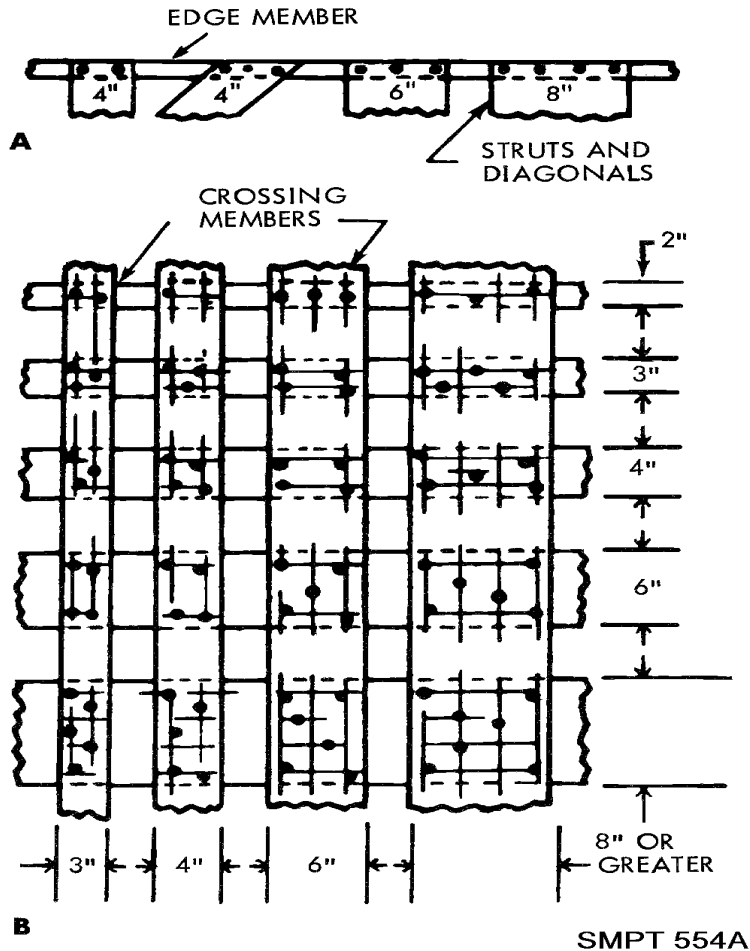 EDGE MEMBER
4" 4" 6" 8"
A
STRUTS AND
DIAGONALS
CROSSING
MEMBERS
2"
3"
4"
6"
8" OR
GREATER
3" 4" 6"
B
SMPT 554A